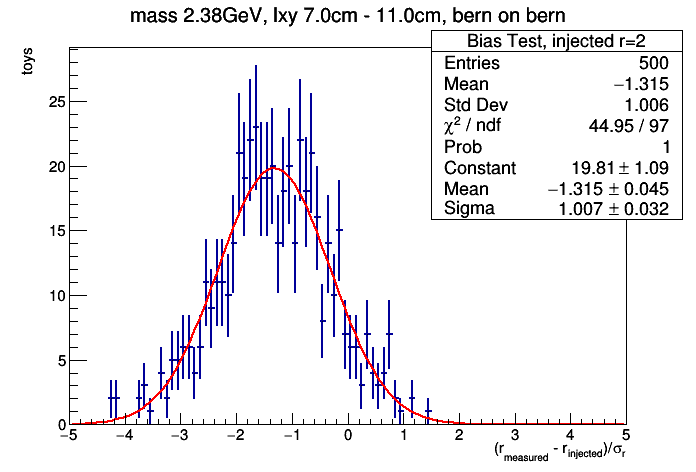 mass 2.38GeV, lxy 7.0cm - 11.0cm, bern on bern
Bias Test, injected r=2
Entries 500
Mean −1.315
Std Dev 1.006
χ² / ndf 44.95 / 97
Prob 1
Constant 19.81 ± 1.09
Mean −1.315 ± 0.045
Sigma 1.007 ± 0.032
toys
25
20
15
10
5
0
−5 −4 −3 −2 −1 0 1 2 3 4 5
(r_measured - r_injected)/σ_r